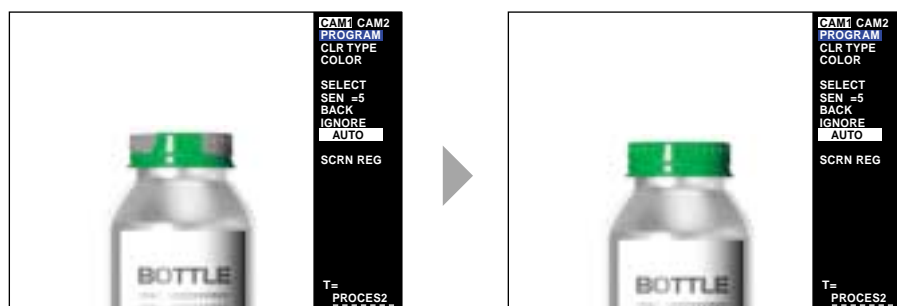 CAM1 CAM2
PROGRAM
CLR TYPE
COLOR
SELECT
SEN =5
BACK
IGNORE
AUTO
SCRN REG
T=
PROCES2
BOTTLE
CAM1 CAM2
PROGRAM
CLR TYPE
COLOR
SELECT
SEN =5
BACK
IGNORE
AUTO
SCRN REG
T=
PROCES2
BOTTLE